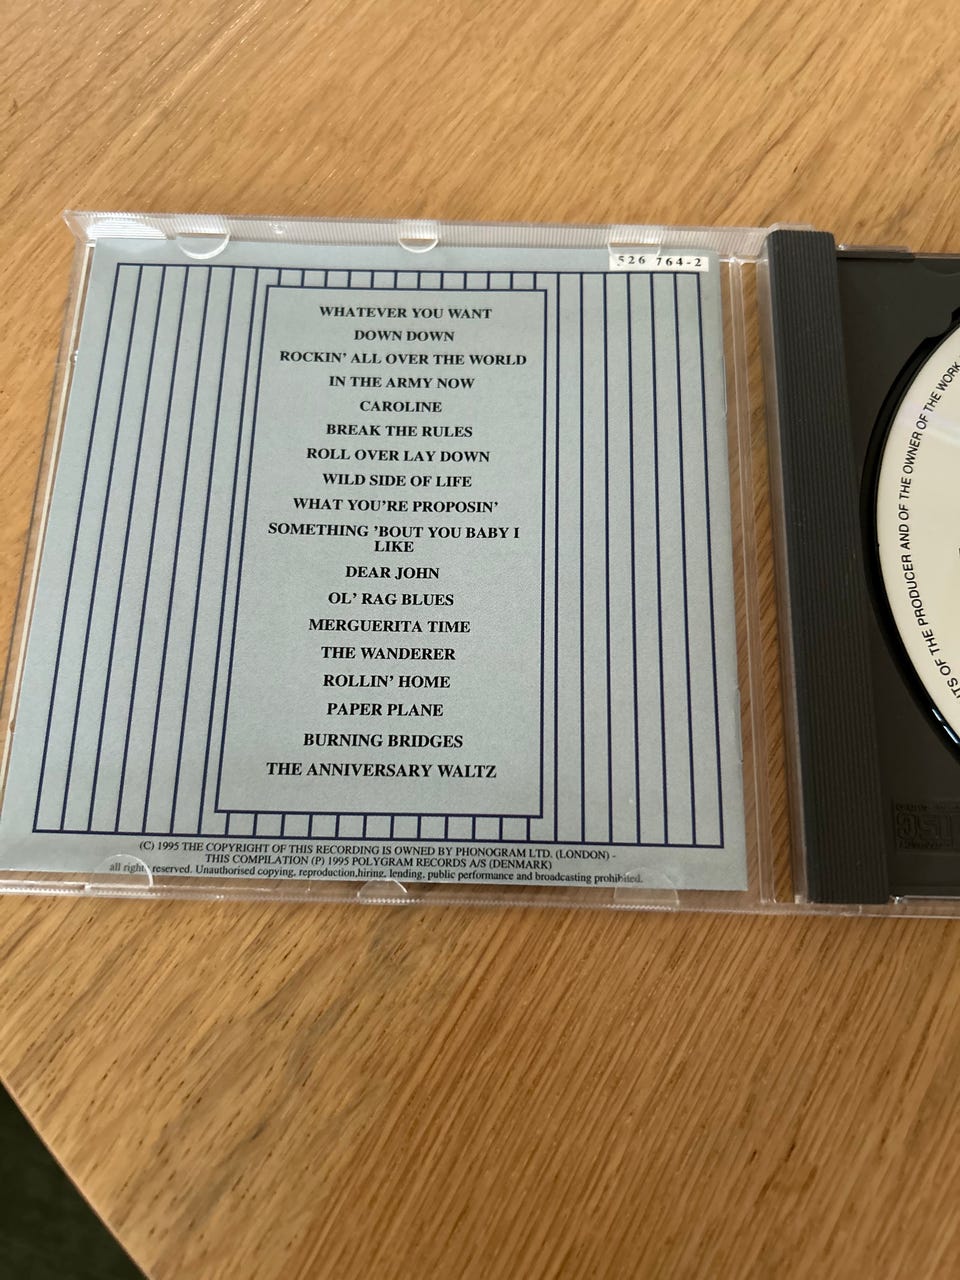 526 764-2
WHATEVER YOU WANT
DOWN DOWN
ROCKIN' ALL OVER THE WORLD
IN THE ARMY NOW
CAROLINE
BREAK THE RULES
ROLL OVER LAY DOWN
WILD SIDE OF LIFE
WHAT YOU'RE PROPOSIN'
SOMETHING 'BOUT YOU BABY I
LIKE
DEAR JOHN
OL' RAG BLUES
MERGUERITA TIME
THE WANDERER
ROLLIN' HOME
PAPER PLANE
BURNING BRIDGES
THE ANNIVERSARY WALTZ
(C) 1995 THE COPYRIGHT OF THIS RECORDING IS OWNED BY PHONOGRAM LTD. (LONDON) -
THIS COMPILATION (P) 1995 POLYGRAM RECORDS A/S (DENMARK)
all right reserved. Unauthorised copying, reproduction,hiring, lending, public performance and broadcasting prohibited.
OF THE PRODUCER AND OF THE OWNER OF THE WORK